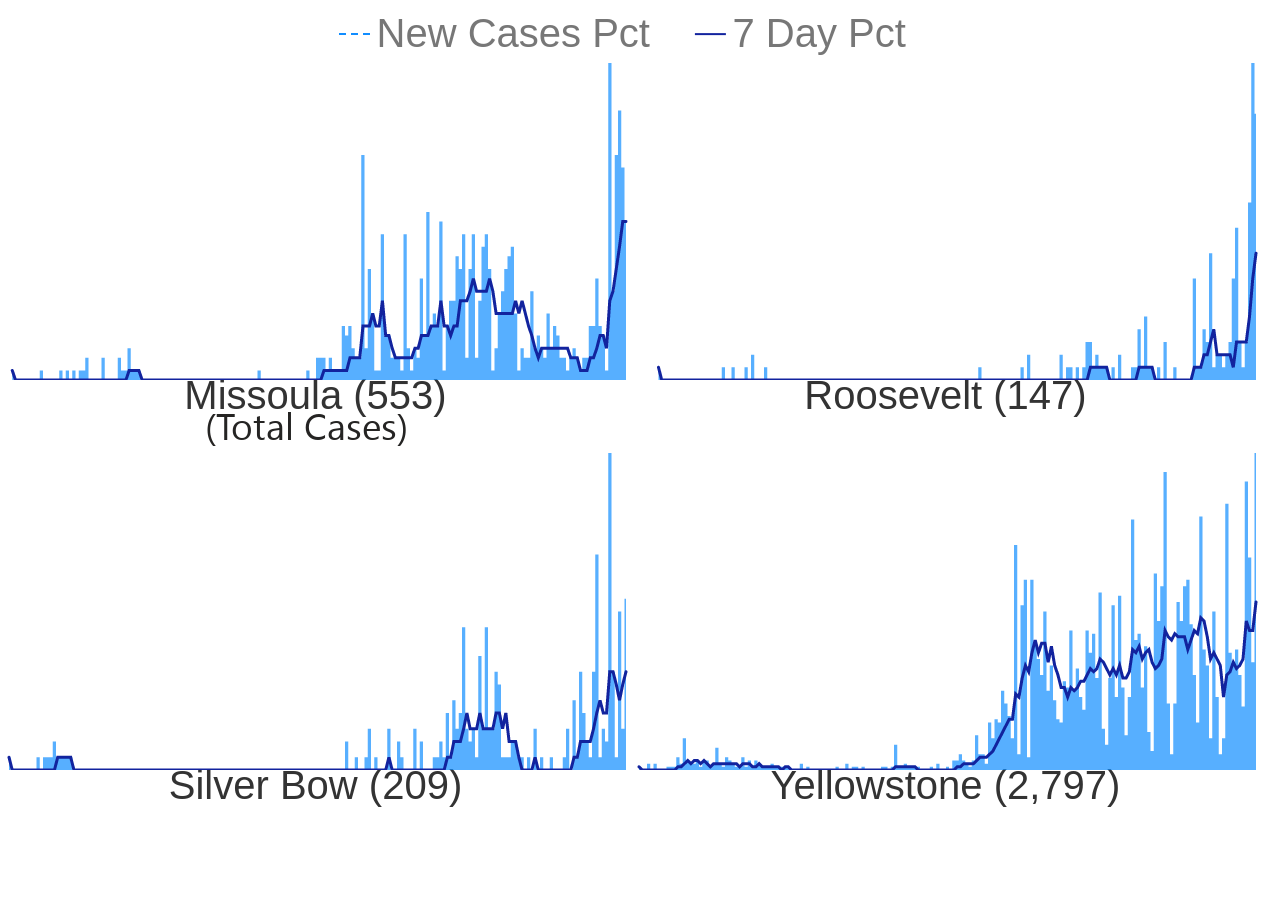 New Cases Pct 7 Day Pct
Missoula (553) Roosevelt (147)
(Total Cases)
Silver Bow (209) Yellowstone (2,797)